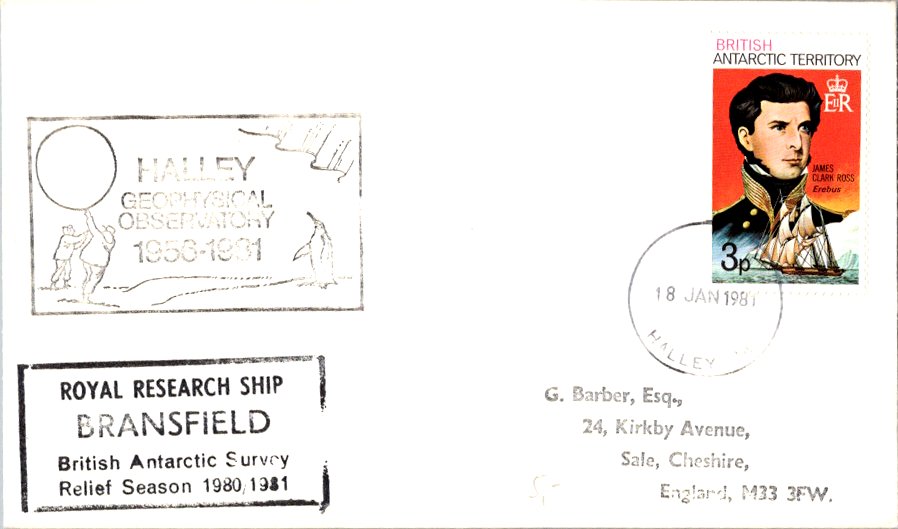 BRITISH
ANTARCTIC TERRITORY
EIIR
JAMES
CLARK ROSS
Erebus
3p
HALLEY
GEOPHYSICAL
OBSERVATORY
1956-1981
18 JAN 1981
HALLEY
ROYAL RESEARCH SHIP
BRANSFIELD
British Antarctic Survey
Relief Season 1980/1981
G. Barber, Esq.,
24, Kirkby Avenue,
Sale, Cheshire,
England, M33 3FW.